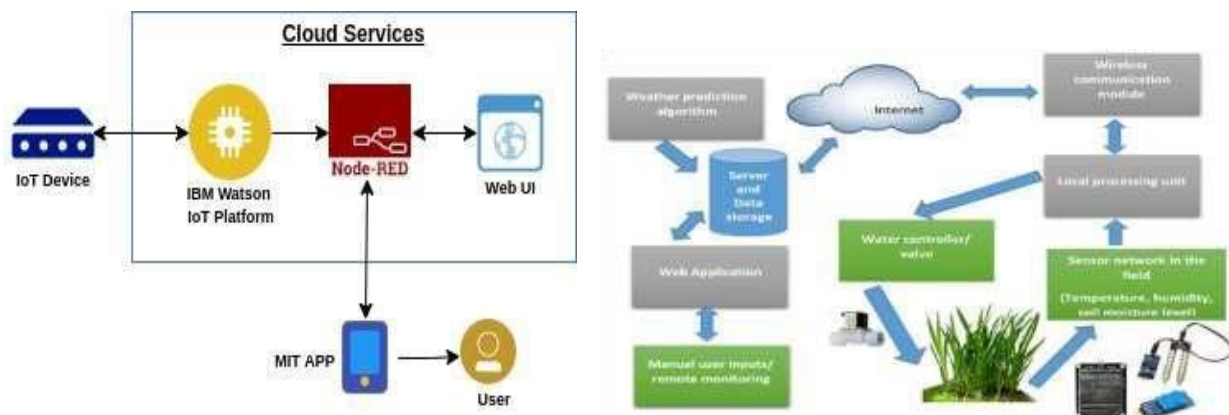 Cloud Services
IoT Device
IBM Watson
IoT Platform
Node-RED
Web UI
MIT APP
User
Weather prediction
algorithm
Internet
Wireless
communication
module
Server
and
Data
storage
Local processing unit
Water controller/
valve
Web Application
Sensor network in the
field
(Temperature, humidity,
soil moisture level)
Manual user inputs/
remote monitoring